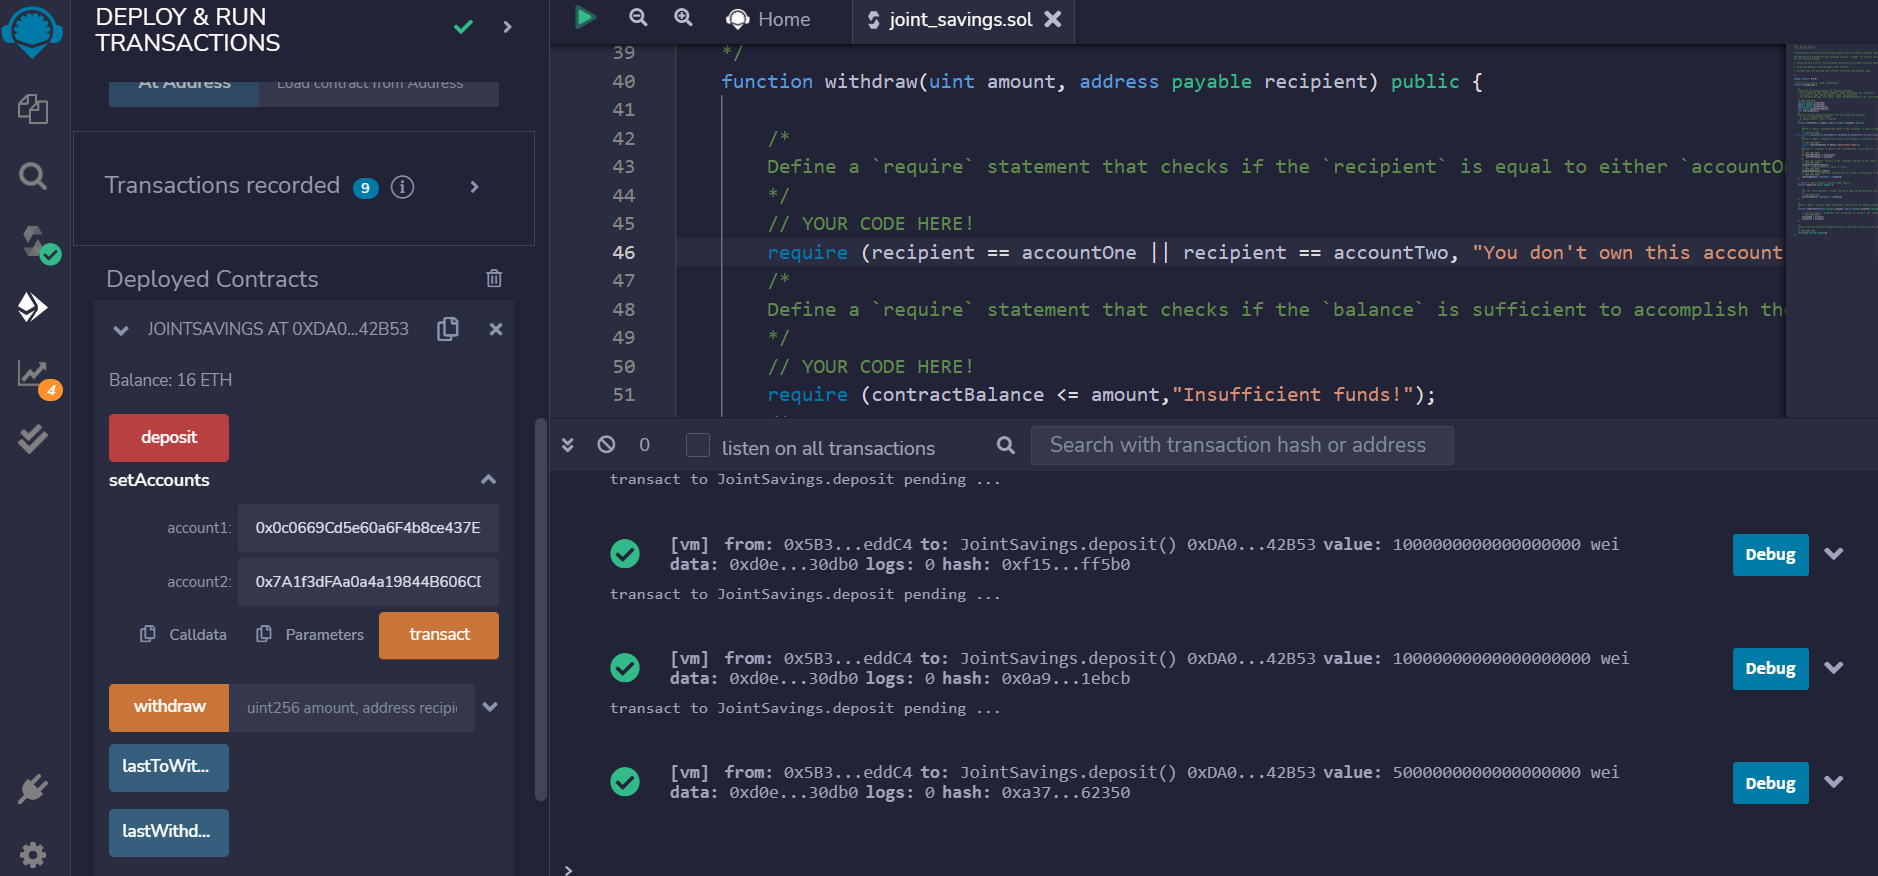 DEPLOY & RUN
TRANSACTIONS
At Address
Load contract from Address
Transactions recorded 9 i
Deployed Contracts
JOINTSAVINGS AT 0XDA0...42B53
Balance: 16 ETH
deposit
setAccounts
account1: 0x0c0669Cd5e60a6F4b8ce437E
account2: 0x7A1f3dFAa0a4a19844B606CD
Calldata Parameters transact
withdraw uint256 amount, address recipi
lastToWit...
lastWithd...
4
Home joint_savings.sol
39 */
40 function withdraw(uint amount, address payable recipient) public {
41
42 /*
43 Define a `require` statement that checks if the `recipient` is equal to either `accountOn
44 */
45 // YOUR CODE HERE!
46 require (recipient == accountOne || recipient == accountTwo, "You don't own this account
47 /*
48 Define a `require` statement that checks if the `balance` is sufficient to accomplish the
49 */
50 // YOUR CODE HERE!
51 require (contractBalance <= amount,"Insufficient funds!");
0 listen on all transactions Search with transaction hash or address
transact to JointSavings.deposit pending ...
[vm] from: 0x5B3...eddC4 to: JointSavings.deposit() 0xDA0...42B53 value: 1000000000000000000 wei
data: 0xd0e...30db0 logs: 0 hash: 0xf15...ff5b0
Debug
transact to JointSavings.deposit pending ...
[vm] from: 0x5B3...eddC4 to: JointSavings.deposit() 0xDA0...42B53 value: 10000000000000000000 wei
data: 0xd0e...30db0 logs: 0 hash: 0x0a9...1ebcb
Debug
transact to JointSavings.deposit pending ...
[vm] from: 0x5B3...eddC4 to: JointSavings.deposit() 0xDA0...42B53 value: 5000000000000000000 wei
data: 0xd0e...30db0 logs: 0 hash: 0xa37...62350
Debug
>